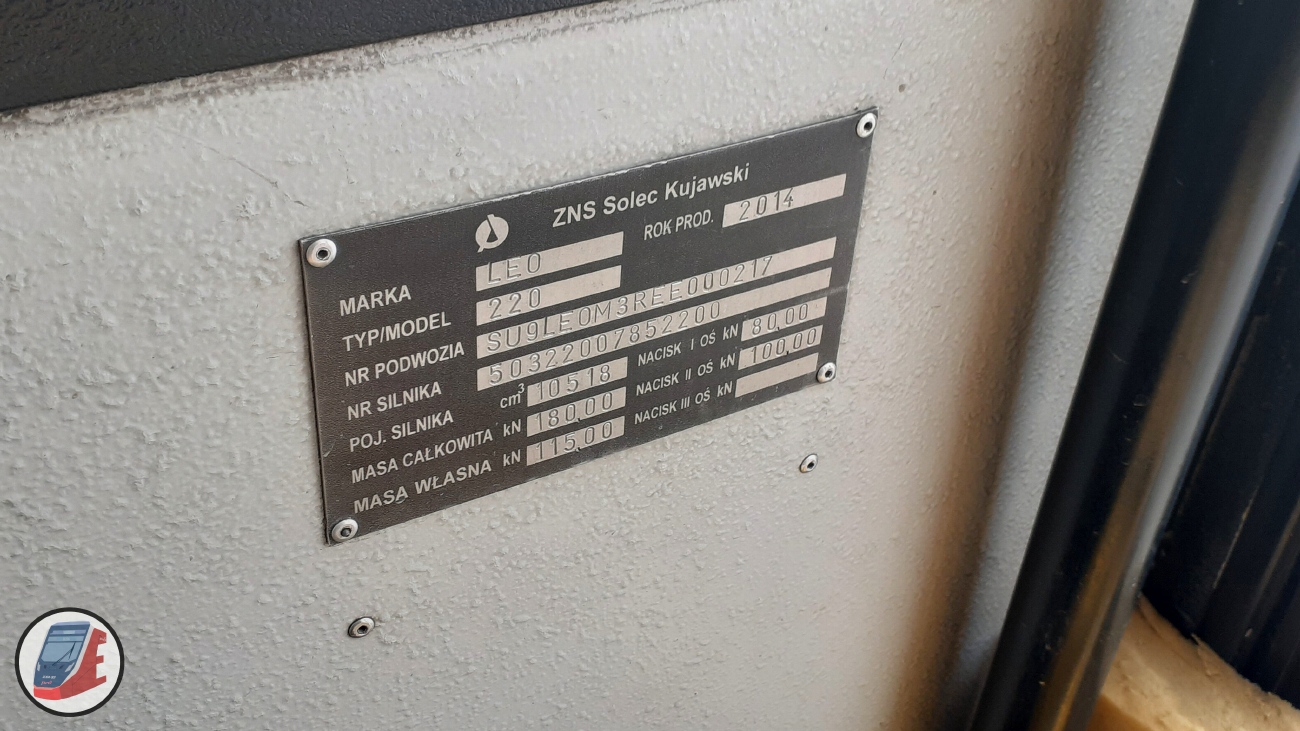 ZNS Solec Kujawski
ROK PROD. 2014
MARKA LEO
TYP/MODEL 220
NR PODWOZIA SU9LEOM3REE000217
NR SILNIKA 50322007852200
POJ. SILNIKA cm³ 10518 NACISK I OŚ kN 80,00
MASA CAŁKOWITA kN 180,00 NACISK II OŚ kN 100,00
MASA WŁASNA kN 115,00 NACISK III OŚ kN